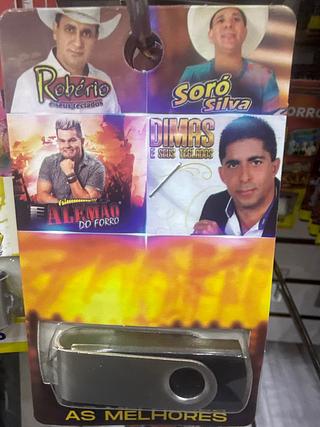 Robério
e seus teclados
Soró
Silva
ALEMÃO
DO FORRÓ
DIMAS
E SEUS TECLADOS
AS MELHORES